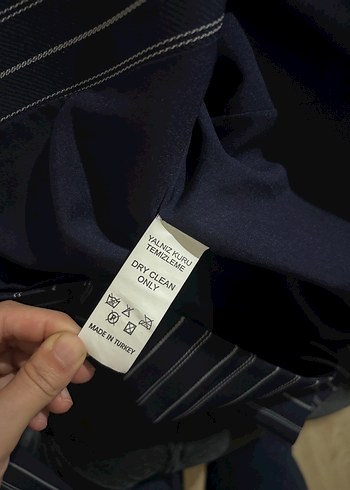 YALNIZ KURU
TEMİZLEME
DRY CLEAN
ONLY
P
MADE IN TURKEY